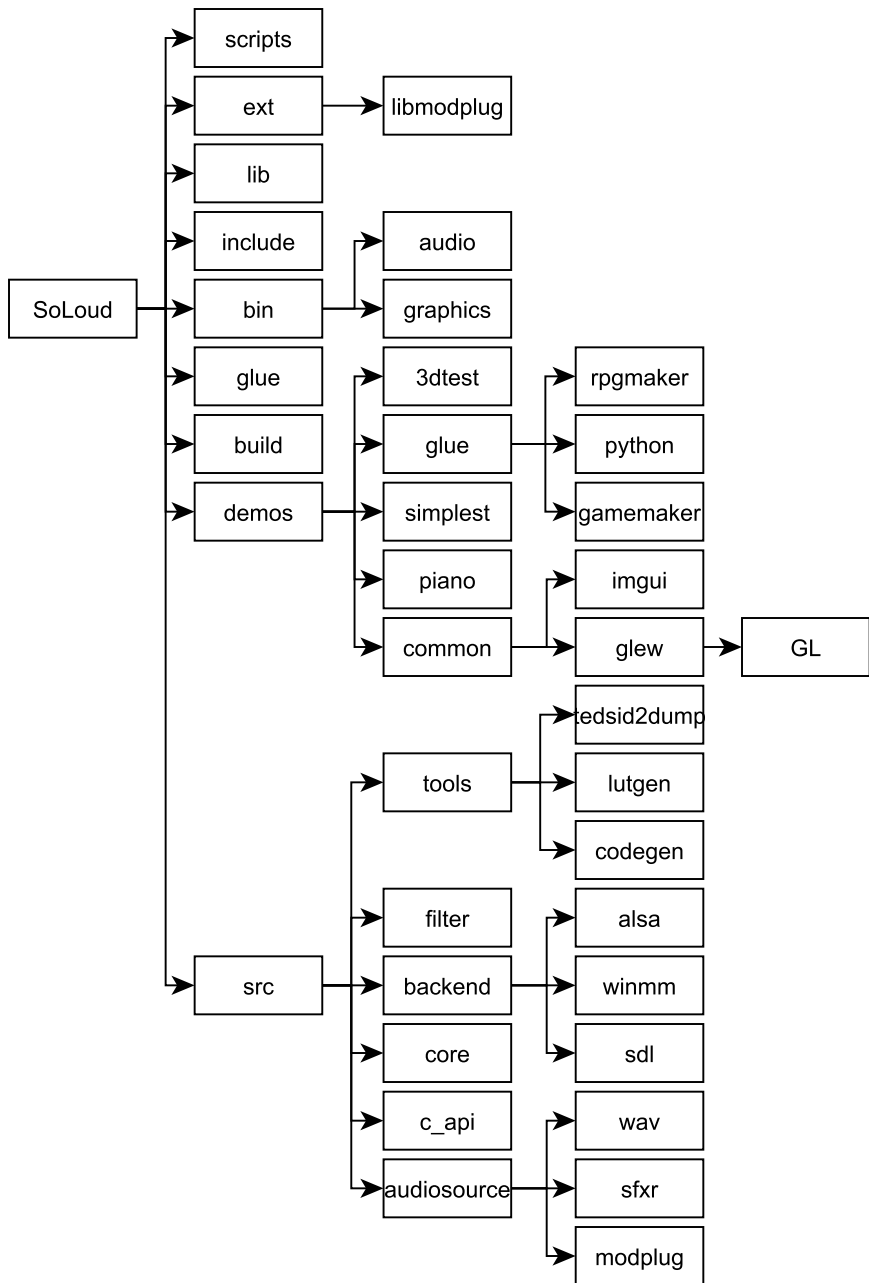 scripts
ext
libmodplug
lib
include
audio
SoLoud
bin
graphics
glue
3dtest
rpgmaker
build
glue
python
demos
simplest
gamemaker
piano
imgui
common
glew
GL
tedsid2dump
tools
lutgen
codegen
filter
alsa
src
backend
winmm
core
sdl
c_api
wav
audiosource
sfxr
modplug